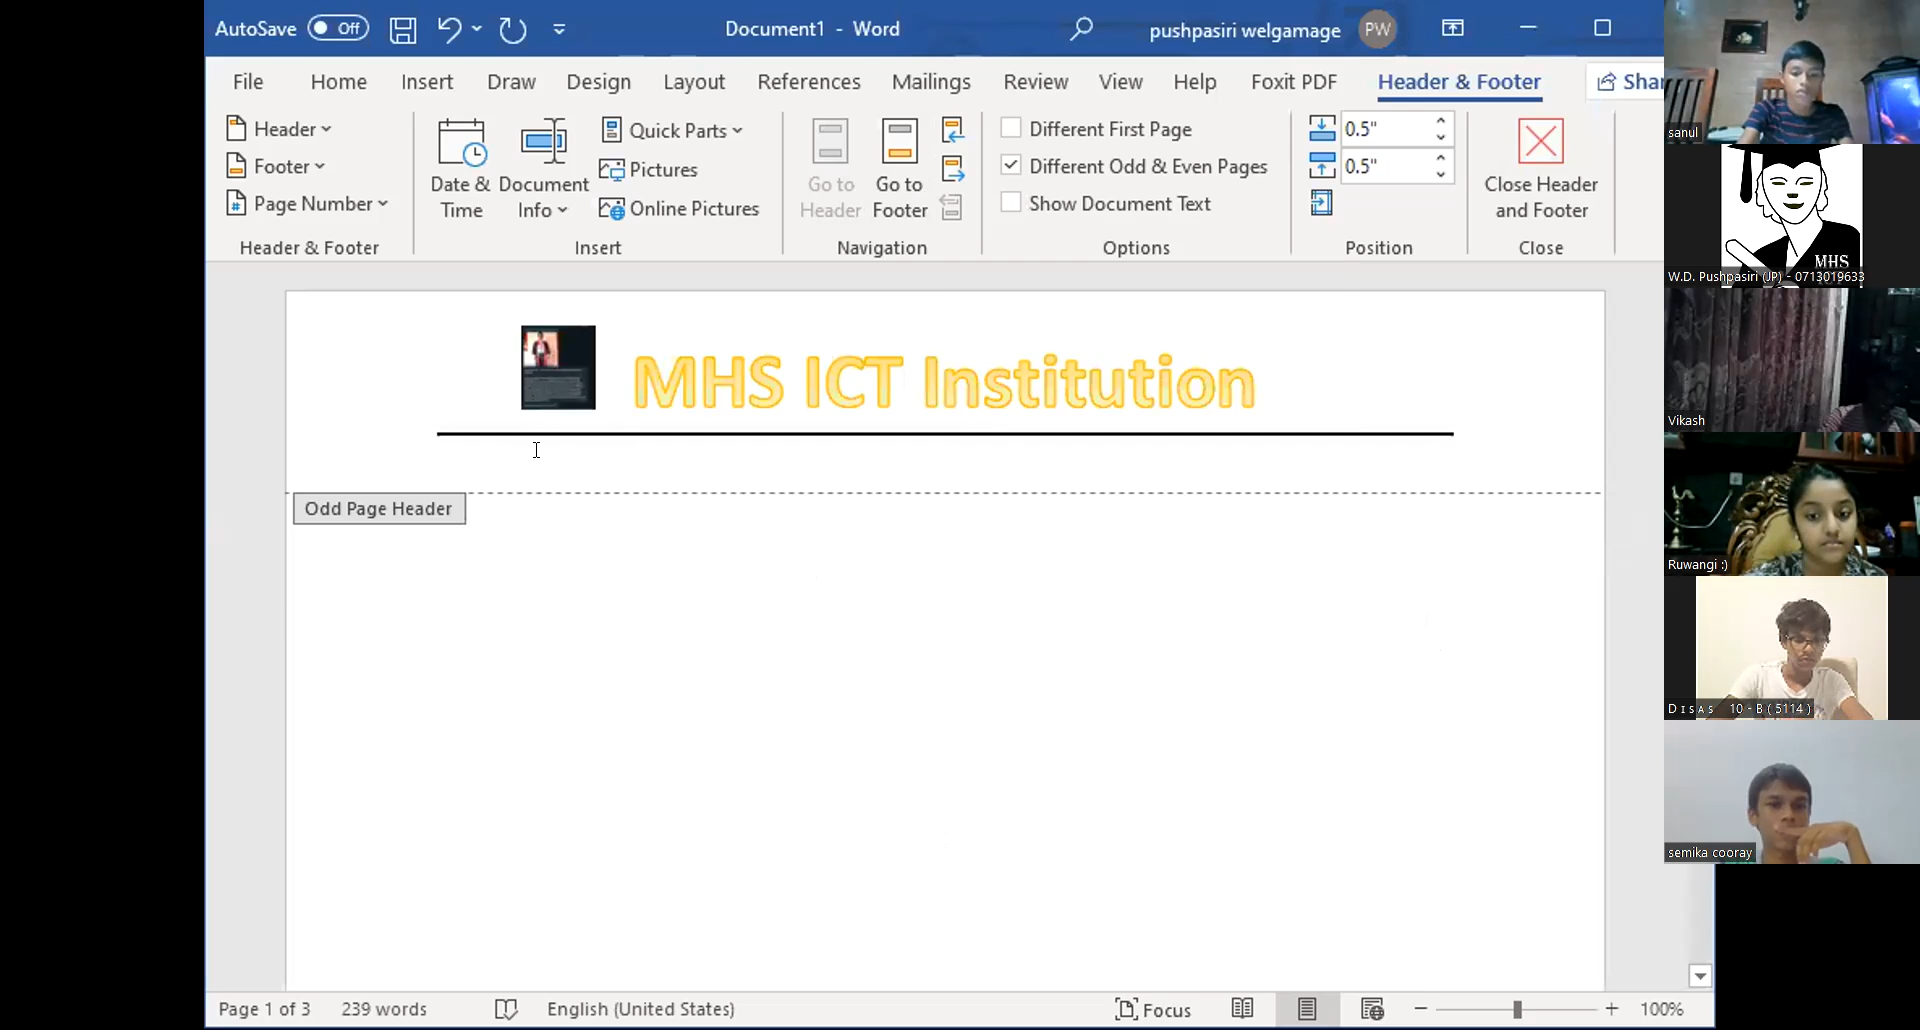 AutoSave Off Document1 - Word pushpasiri welgamage PW
File Home Insert Draw Design Layout References Mailings Review View Help Foxit PDF Header & Footer Shar
Header
Footer
Page Number
Header & Footer
Date & Time
Document Info
Quick Parts
Pictures
Online Pictures
Insert
Go to Header
Go to Footer
Navigation
Different First Page
Different Odd & Even Pages
Show Document Text
Options
0.5"
0.5"
Position
Close Header and Footer
Close
MHS ICT Institution
Odd Page Header
Page 1 of 3 239 words English (United States) Focus 100%
sanul
MHS
W.D. Pushpasiri (JP) - 0713019633
Vikash
Ruwangi :)
Disas 10 - B ( 5114 )
semika cooray